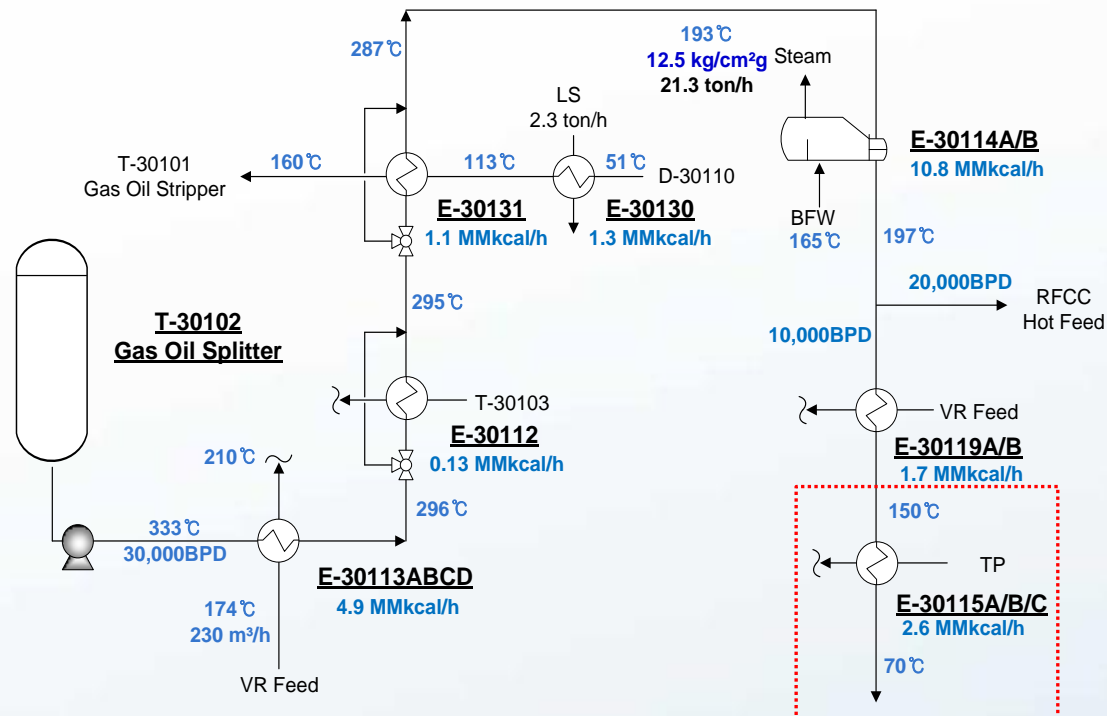 287℃
193℃
12.5 kg/cm²g
21.3 ton/h
Steam
LS
2.3 ton/h
E-30114A/B
10.8 MMkcal/h
T-30101
Gas Oil Stripper
160℃
113℃
51℃
D-30110
E-30131
1.1 MMkcal/h
E-30130
1.3 MMkcal/h
BFW
165℃
197℃
20,000BPD
RFCC
Hot Feed
295℃
T-30102
Gas Oil Splitter
10,000BPD
T-30103
E-30112
0.13 MMkcal/h
VR Feed
E-30119A/B
1.7 MMkcal/h
210℃
296℃
150℃
333℃
30,000BPD
E-30113ABCD
4.9 MMkcal/h
TP
E-30115A/B/C
2.6 MMkcal/h
174℃
230 m³/h
70℃
VR Feed